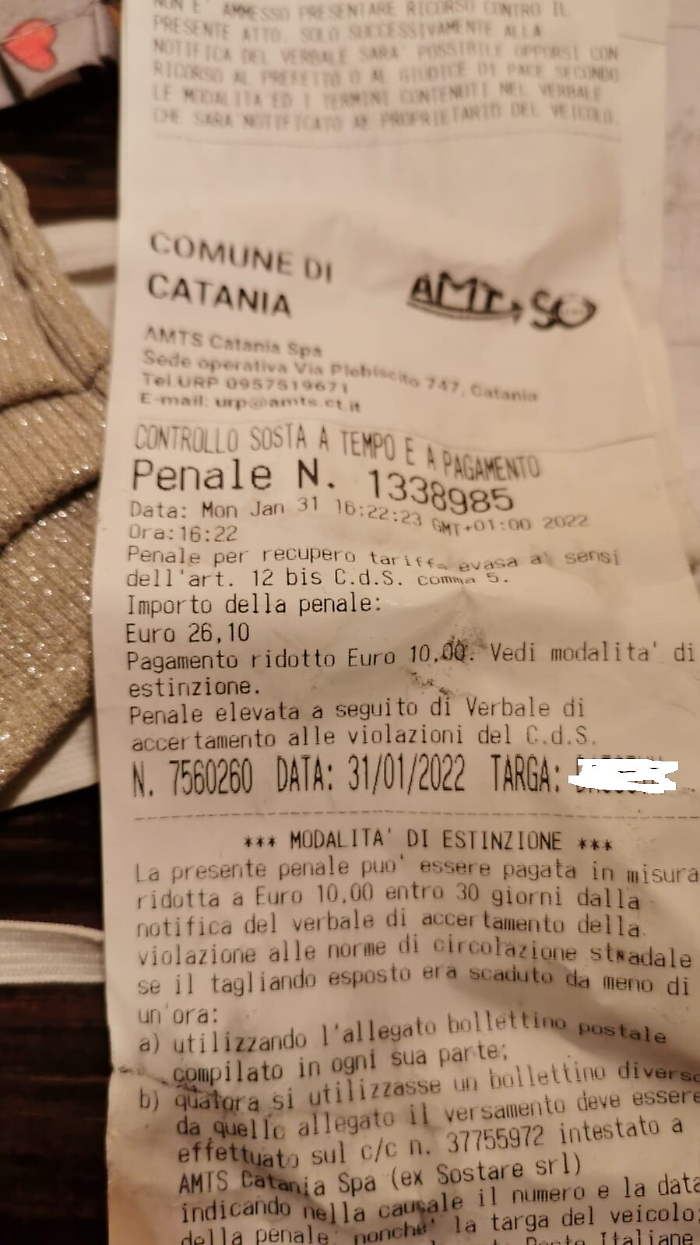 NON E' AMMESSO PRESENTARE RICORSO CONTRO IL
PRESENTE ATTO. SOLO SUCCESSIVAMENTE ALLA
NOTIFICA DEL VERBALE SARA' POSSIBILE OPPORSI CON
RICORSO AL PREFETTO O AL GIUDICE DI PACE SECONDO
LE MODALITA ED I TERMINI CONTENUTI NEL VERBALE
CHE SARA NOTIFICATO AL PROPRIETARIO DEL VEICOLO.
COMUNE DI
CATANIA
AMTS
AMTS Catania Spa
Sede operativa Via Plebiscito 747, Catania
Tel.URP 0957519671
E-mail: urp@amts.ct.it
CONTROLLO SOSTA A TEMPO E A PAGAMENTO
Penale N. 1338985
Data: Mon Jan 31 16:22:23 GMT+01:00 2022
Ora:16:22
Penale per recupero tariffa evasa ai sensi
dell'art. 12 bis C.d.S. comma 5.
Importo della penale:
Euro 26,10
Pagamento ridotto Euro 10,00. Vedi modalita' di
estinzione.
Penale elevata a seguito di Verbale di
accertamento alle violazioni del C.d.S.
N. 7560260 DATA: 31/01/2022 TARGA:
*** MODALITA' DI ESTINZIONE ***
La presente penale puo' essere pagata in misura
ridotta a Euro 10,00 entro 30 giorni dalla
notifica del verbale di accertamento della
violazione alle norme di circolazione stradale
se il tagliando esposto era scaduto da meno di
un'ora:
a) utilizzando l'allegato bollettino postale
compilato in ogni sua parte;
b) qualora si utilizzasse un bollettino diverso
da quello allegato il versamento deve essere
effettuato sul c/c n. 37755972 intestato a
AMTS Catania Spa (ex Sostare srl)
indicando nella causale il numero e la data
della penale, nonche' la targa del veicolo;
Poste Italiane